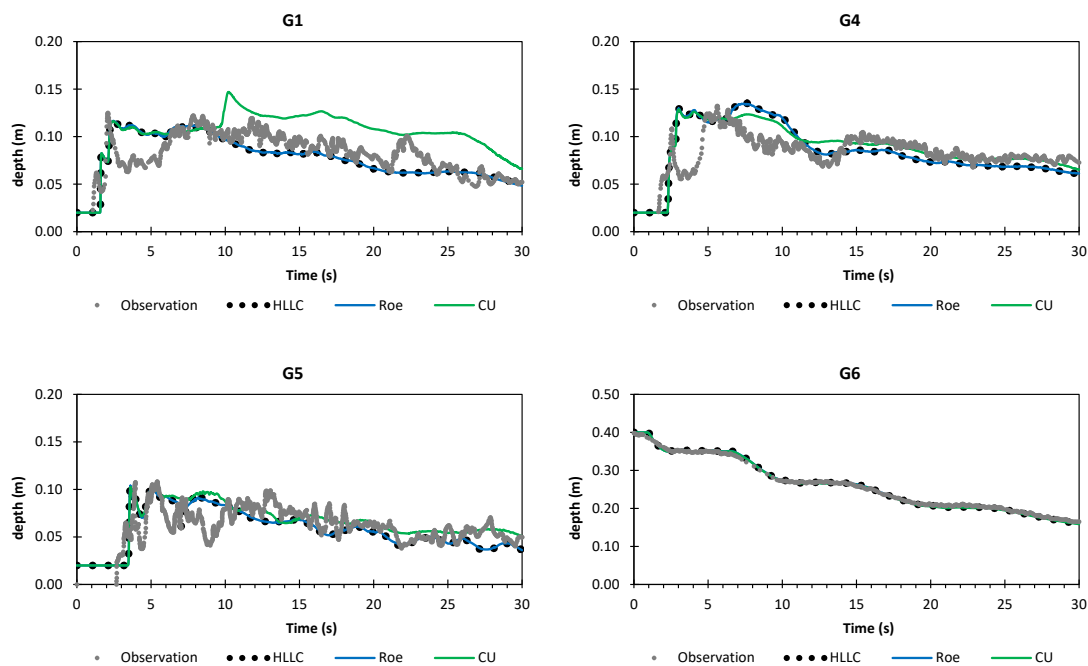 G1
0.20
0.15
0.10
0.05
0.00
depth (m)
0 5 10 15 20 25 30
Time (s)
Observation HLLC Roe CU
G4
0.20
0.15
0.10
0.05
0.00
depth (m)
0 5 10 15 20 25 30
Time (s)
Observation HLLC Roe CU
G5
0.20
0.15
0.10
0.05
0.00
depth (m)
0 5 10 15 20 25 30
Time (s)
Observation HLLC Roe CU
G6
0.50
0.40
0.30
0.20
0.10
0.00
depth (m)
0 5 10 15 20 25 30
Time (s)
Observation HLLC Roe CU